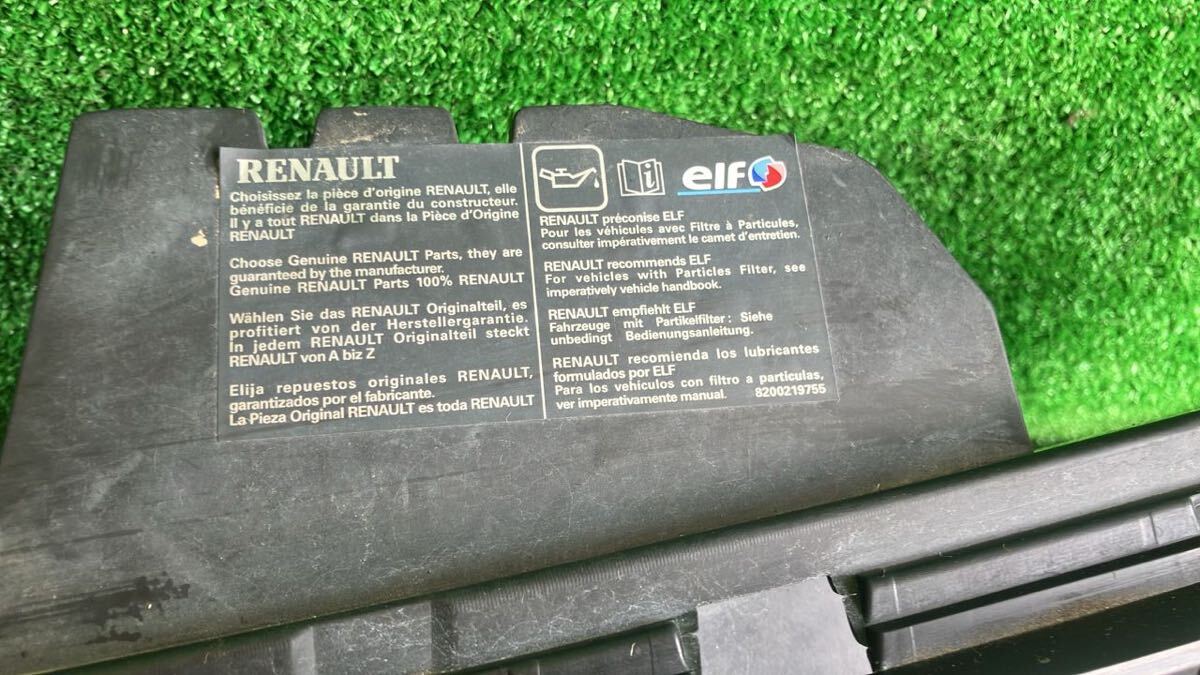 RENAULT
Choisissez la pièce d'origine RENAULT, elle
bénéficie de la garantie du constructeur.
Il y a tout RENAULT dans la Pièce d'Origine
RENAULT
Choose Genuine RENAULT Parts, they are
guaranteed by the manufacturer.
Genuine RENAULT Parts 100% RENAULT
Wählen Sie das RENAULT Originalteil, es
profitiert von der Herstellergarantie.
In jedem RENAULT Originalteil steckt
RENAULT von A biz Z
Elija repuestos originales RENAULT,
garantizados por el fabricante.
La Pieza Original RENAULT es toda RENAULT
i
elf
RENAULT préconise ELF
Pour les véhicules avec Filtre à Particules,
consulter impérativement le carnet d'entretien.
RENAULT recommends ELF
For vehicles with Particles Filter, see
imperatively vehicle handbook.
RENAULT empfiehlt ELF
Fahrzeuge mit Partikelfilter: Siehe
unbedingt Bedienungsanleitung.
RENAULT recomienda los lubricantes
formulados por ELF
Para los vehiculos con filtro a particulas,
ver imperativamente manual. 8200219755